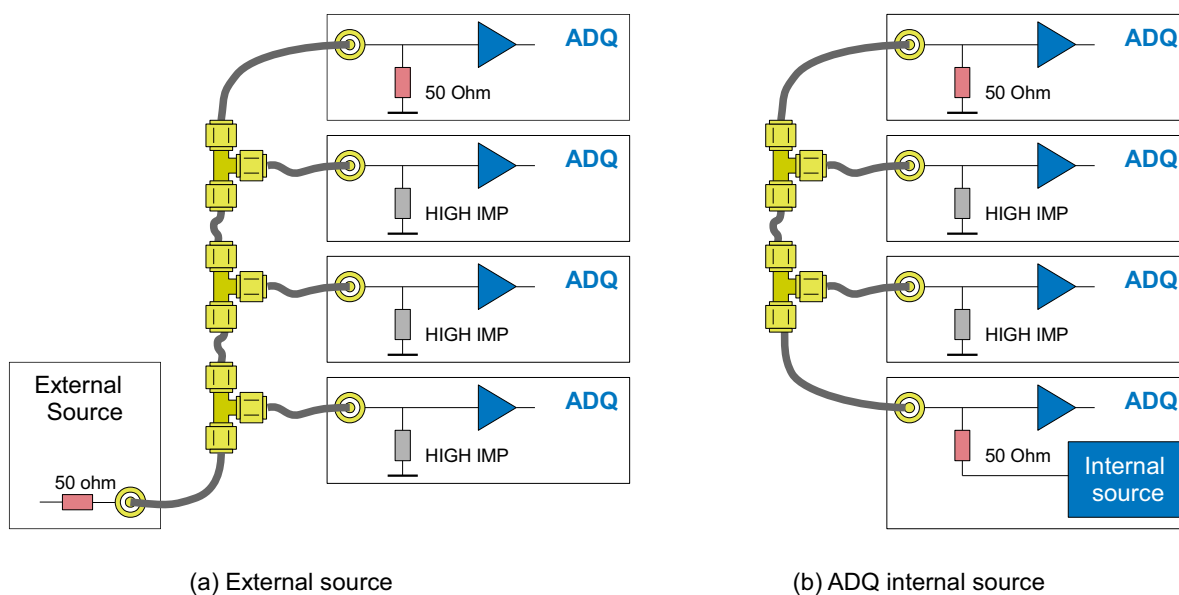 ADQ
50 Ohm
ADQ
HIGH IMP
ADQ
HIGH IMP
ADQ
HIGH IMP
External
Source
50 ohm
(a) External source
ADQ
50 Ohm
ADQ
HIGH IMP
ADQ
HIGH IMP
ADQ
50 Ohm
Internal
source
(b) ADQ internal source